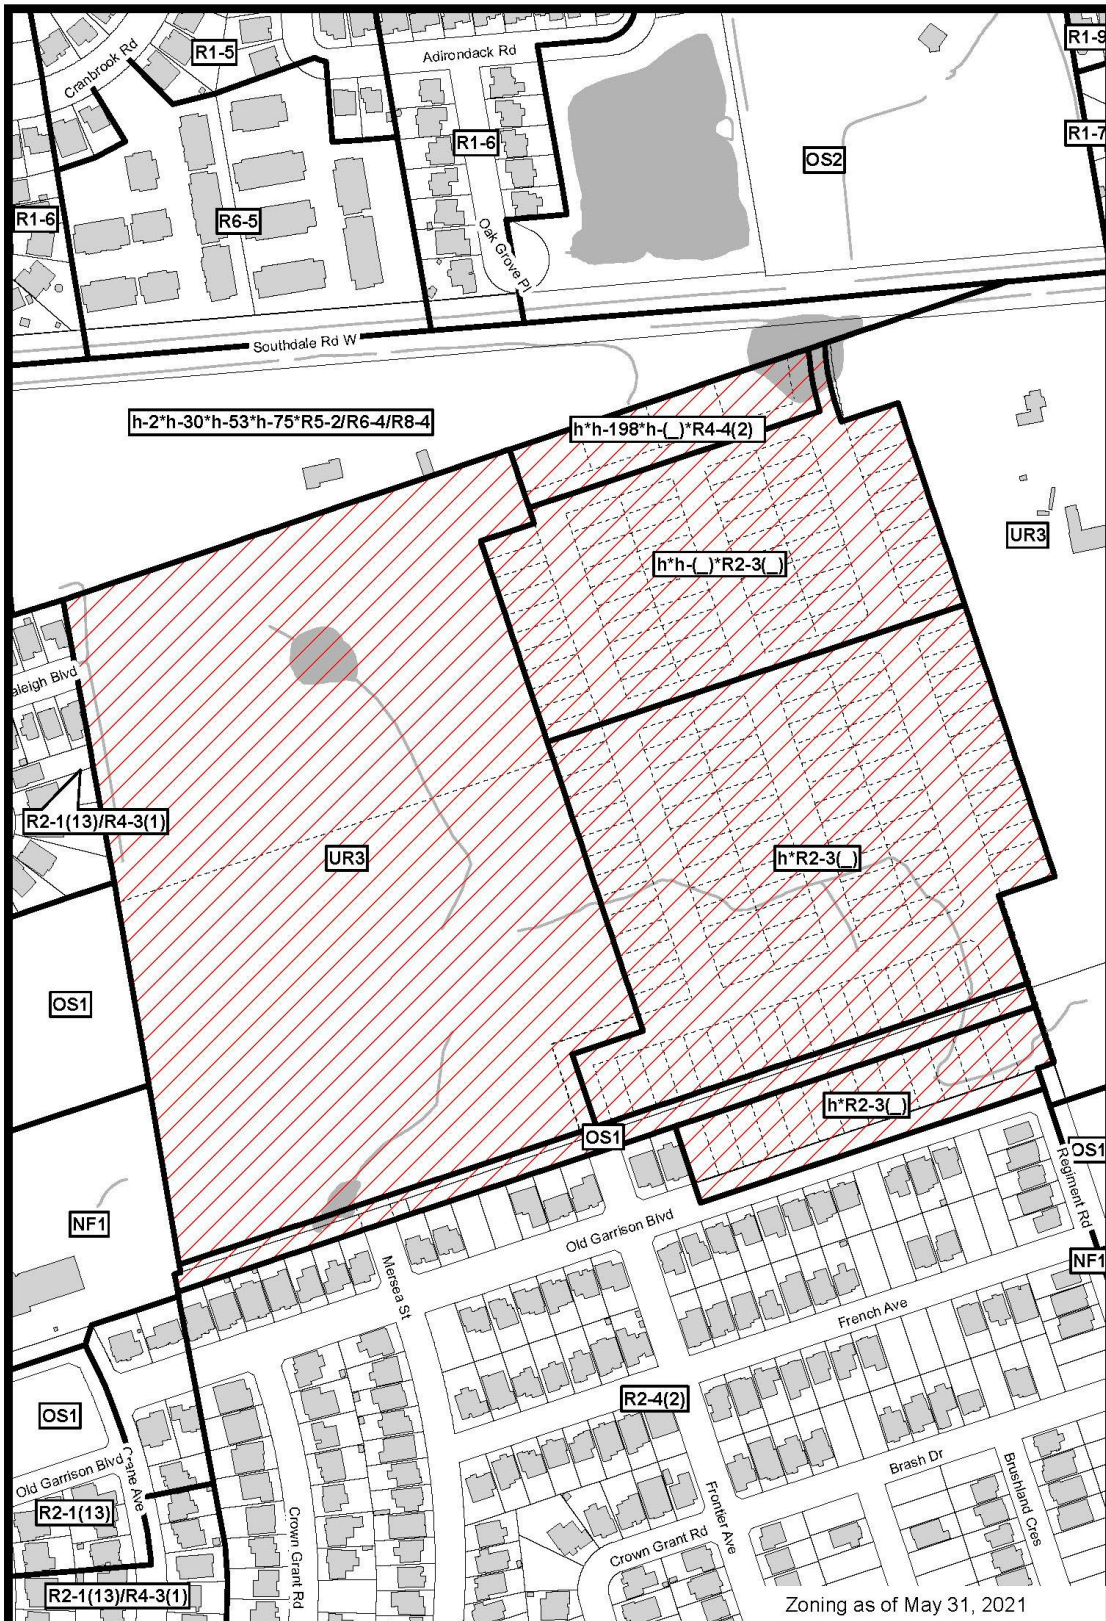 R1-5
Adirondack Rd
R1-9
Cranbrook Rd
R1-7
R1-6
OS2
R1-6
R6-5
Oak Grove Pl
Southdale Rd W
h-2*h-30*h-53*h-75*R5-2/R6-4/R8-4
h*h-198*h-(_)*R4-4(2)
UR3
h*h-(_)*R2-3(_)
aleigh Blvd
R2-1(13)/R4-3(1)
UR3
h*R2-3(_)
OS1
h*R2-3(_)
OS1
OS1
Regiment Rd
NF1
Old Garrison Blvd
NF1
Mersea St
French Ave
R2-4(2)
OS1
Old Garrison Blvd
Crane Ave
Brash Dr
R2-1(13)
Crown Grant Rd
Frontier Ave
Brushland Cres
Crown Grant Rd
R2-1(13)/R4-3(1)
Zoning as of May 31, 2021